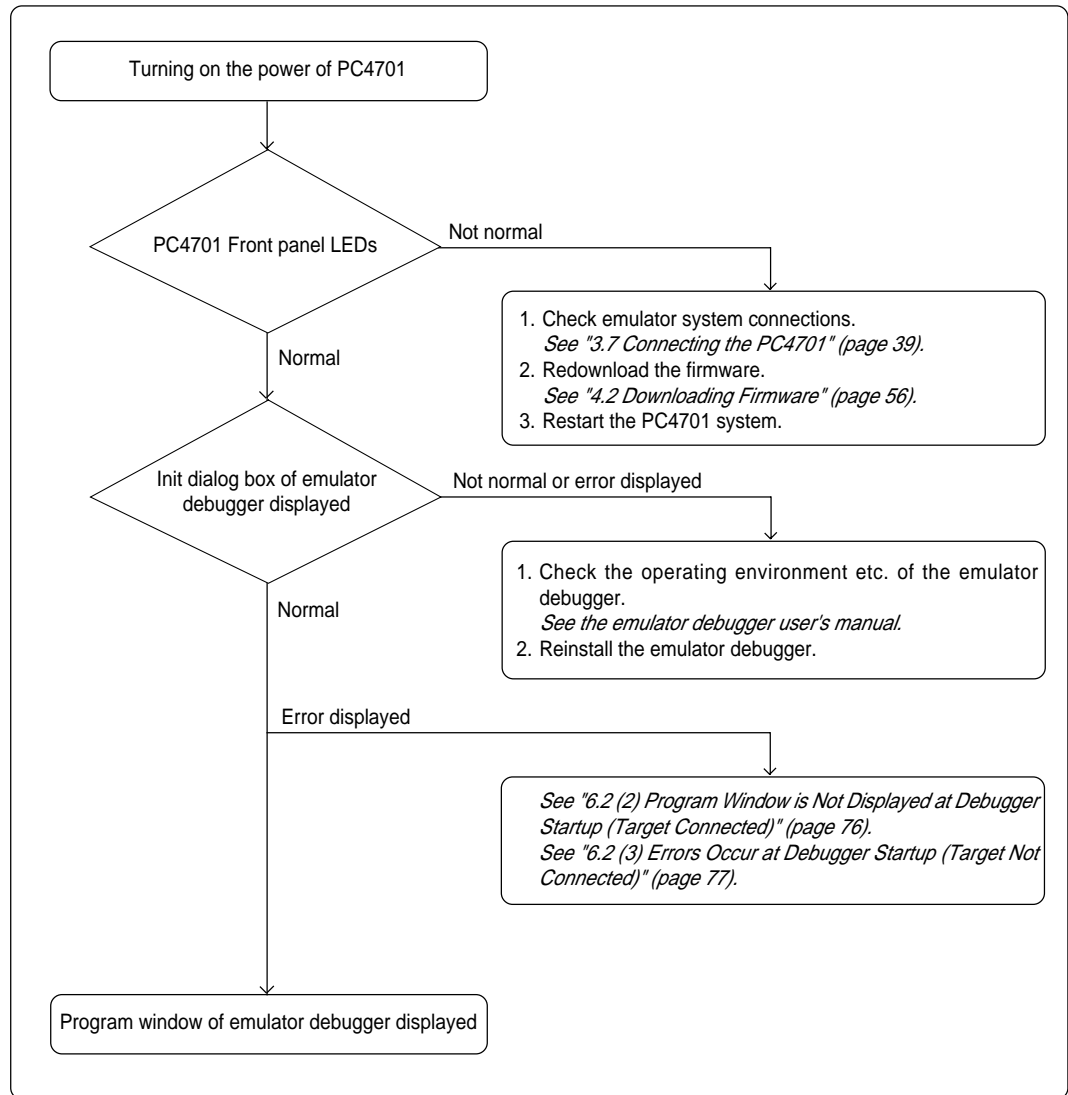 Turning on the power of PC4701
PC4701 Front panel LEDs
Not normal
1. Check emulator system connections.
See "3.7 Connecting the PC4701" (page 39).
2. Redownload the firmware.
See "4.2 Downloading Firmware" (page 56).
3. Restart the PC4701 system.
Normal
Init dialog box of emulator
debugger displayed
Not normal or error displayed
1. Check the operating environment etc. of the emulator
debugger.
See the emulator debugger user's manual.
2. Reinstall the emulator debugger.
Normal
Error displayed
See "6.2 (2) Program Window is Not Displayed at Debugger
Startup (Target Connected)" (page 76).
See "6.2 (3) Errors Occur at Debugger Startup (Target Not
Connected)" (page 77).
Program window of emulator debugger displayed